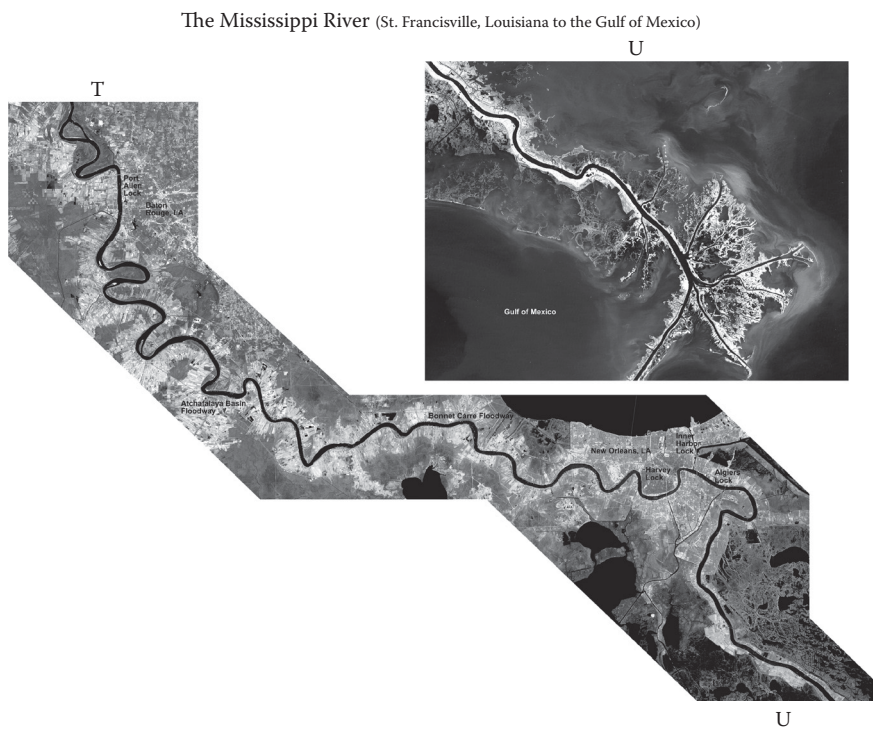 The Mississippi River (St. Francisville, Louisiana to the Gulf of Mexico)
U
T
Port
Allen
Lock
Baton
Rouge, LA
Gulf of Mexico
Atchatalaya Basin
Floodway
Bonnet Carre Floodway
New Orleans, LA
Inner
Harbor
Lock
Harvey
Lock
Algiers
Lock
U